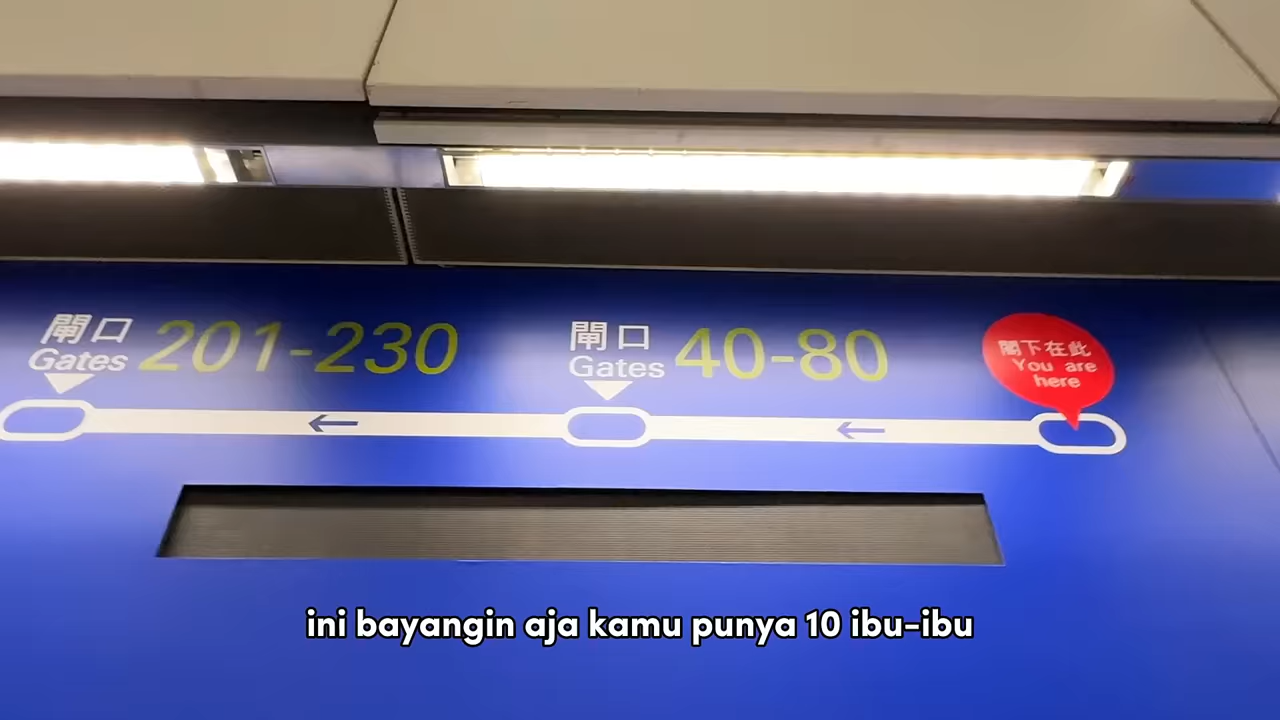 閘口
Gates
201-230
閘口
Gates
40-80
閣下在此
You are
here
ini bayangin aja kamu punya 10 ibu-ibu